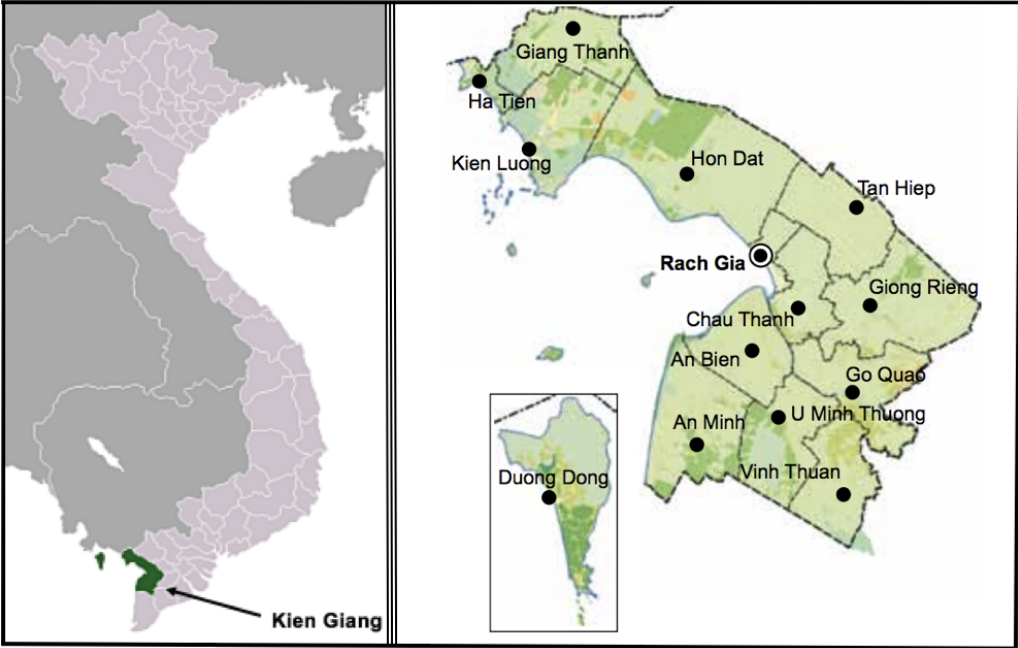 Kien Giang
Giang Thanh
Ha Tien
Kien Luong
Hon Dat
Tan Hiep
Rach Gia
Giong Rieng
Chau Thanh
An Bien
Go Quao
An Minh
U Minh Thuong
Vinh Thuan
Duong Dong